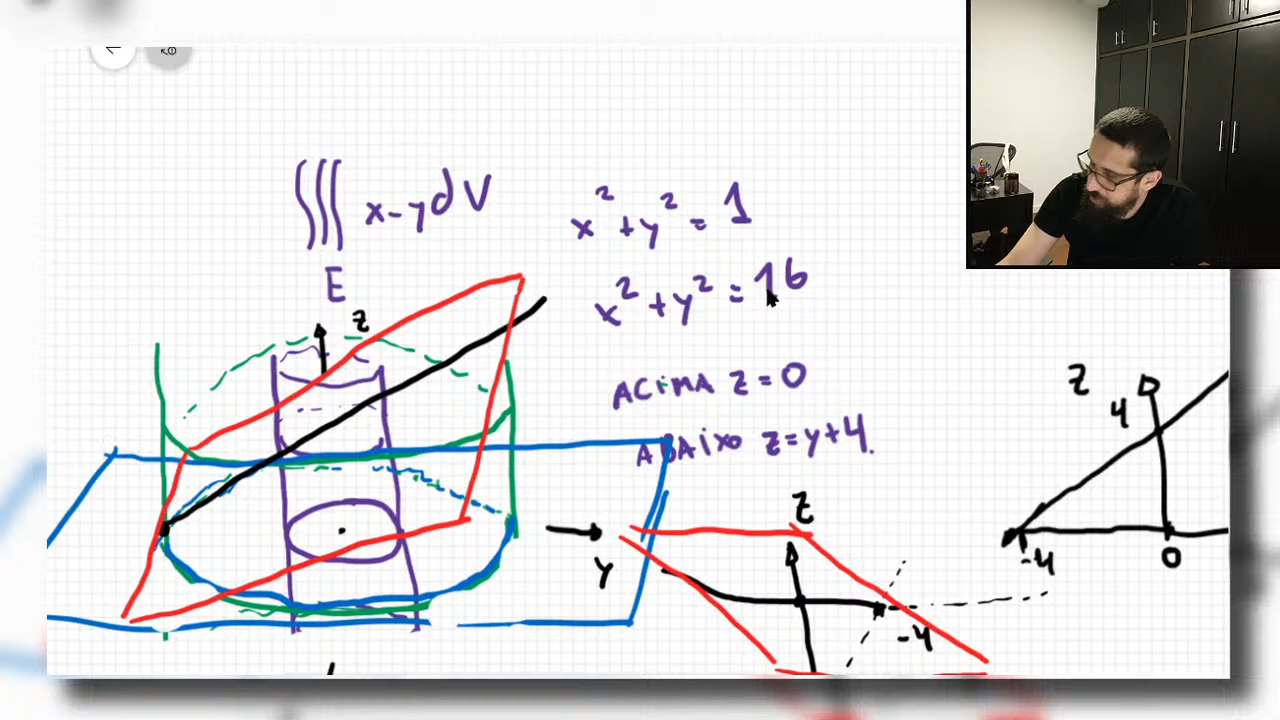 ∭ x-y dV
E
x² + y² = 1
x² + y² = 16
ACIMA z = 0
ABAIXO z = y+4.
z
y
z
-4
z
4
-4
0